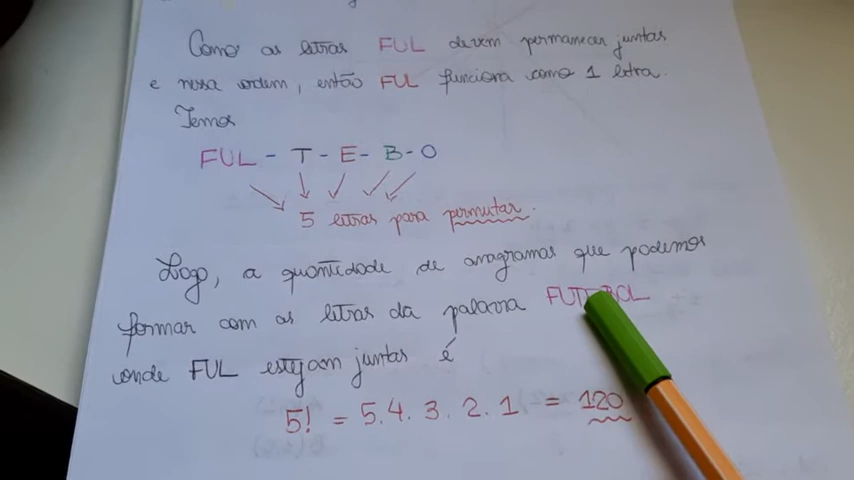 Como as letras FUL devem permanecer juntas
e nessa ordem, então FUL funciona como 1 letra.
Temos
FUL - T - E - B - O
5 letras para permutar.
Logo, a quantidade de anagramas que podemos
formar com as letras da palavra FUTEBOL
onde FUL estejam juntas é
5! = 5.4.3.2.1 = 120